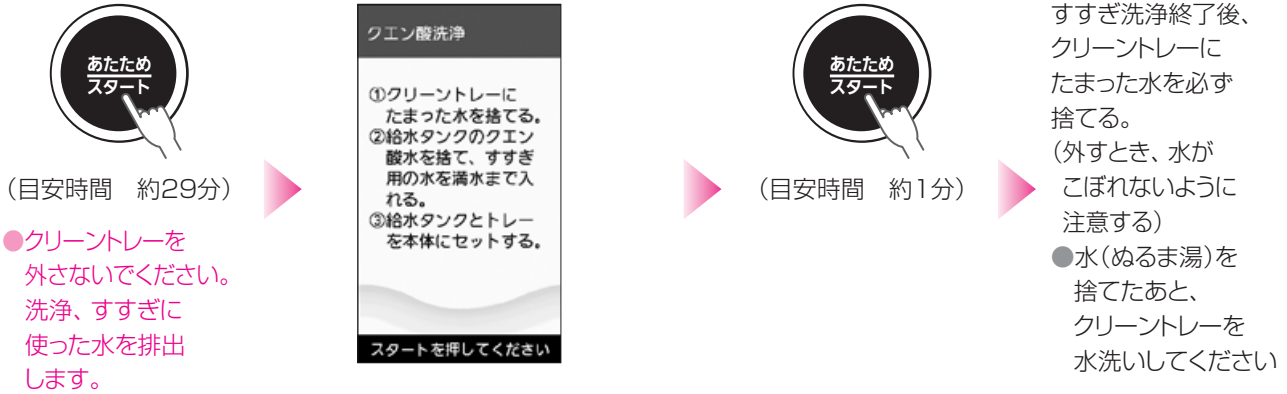 あたため
スタート
（目安時間　約29分）
●クリーントレーを
外さないでください。
洗浄、すすぎに
使った水を排出
します。
クエン酸洗浄
①クリーントレーに
たまった水を捨てる。
②給水タンクのクエン
酸水を捨て、すすぎ
用の水を満水まで入
れる。
③給水タンクとトレー
を本体にセットする。
スタートを押してください
あたため
スタート
（目安時間　約1分）
すすぎ洗浄終了後、
クリーントレーに
たまった水を必ず
捨てる。
（外すとき、水が
こぼれないように
注意する）
●水（ぬるま湯）を
捨てたあと、
クリーントレーを
水洗いしてください